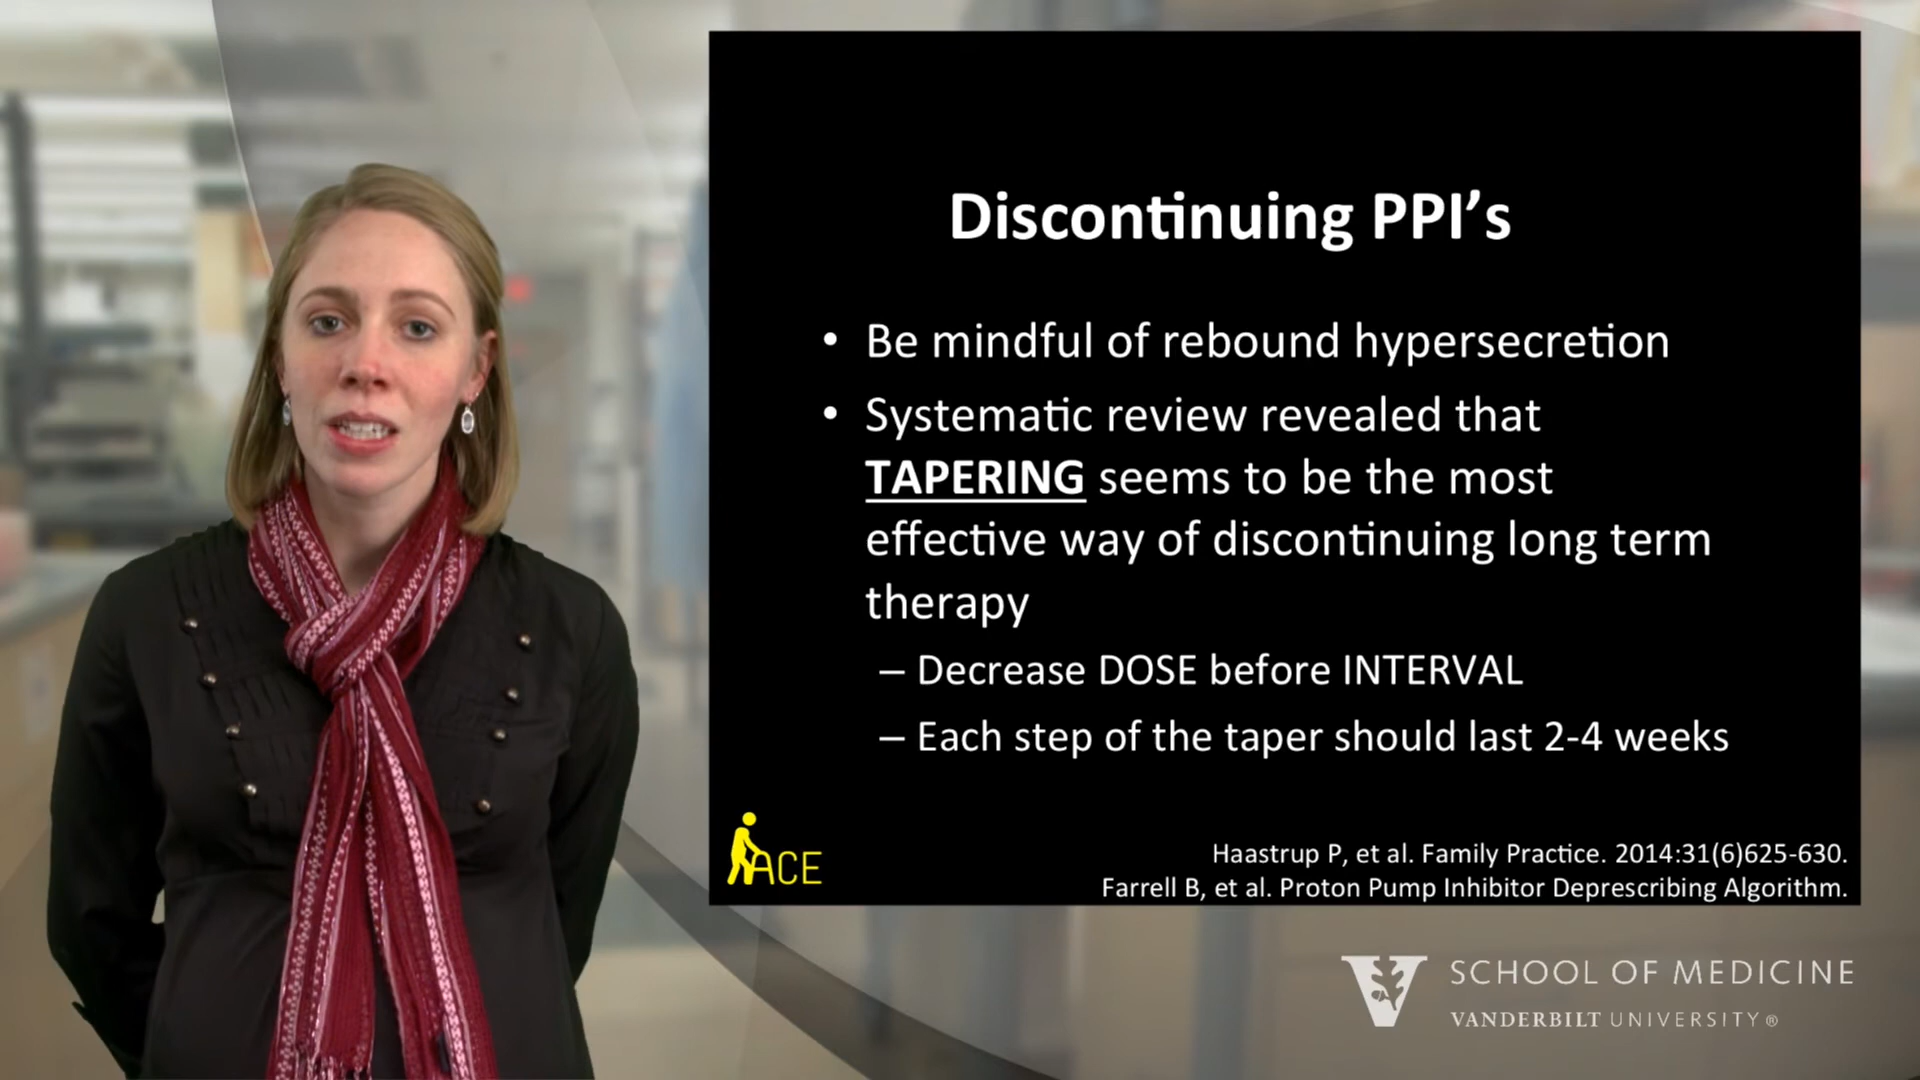 Discontinuing PPI's
• Be mindful of rebound hypersecretion
• Systematic review revealed that
TAPERING seems to be the most
effective way of discontinuing long term
therapy
– Decrease DOSE before INTERVAL
– Each step of the taper should last 2-4 weeks
ACE
Haastrup P, et al. Family Practice. 2014:31(6)625-630.
Farrell B, et al. Proton Pump Inhibitor Deprescribing Algorithm.
V SCHOOL OF MEDICINE
VANDERBILT UNIVERSITY®